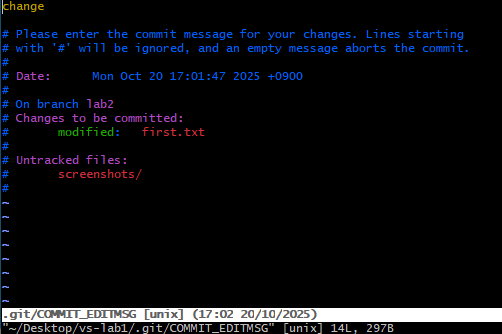 change

# Please enter the commit message for your changes. Lines starting
# with '#' will be ignored, and an empty message aborts the commit.
#
# Date:      Mon Oct 20 17:01:47 2025 +0900
#
# On branch lab2
# Changes to be committed:
#       modified:   first.txt
#
# Untracked files:
#       screenshots/
#
~
~
~
~
~
~
~
~
.git/COMMIT_EDITMSG [unix] (17:02 20/10/2025)
"~/Desktop/vs-lab1/.git/COMMIT_EDITMSG" [unix] 14L, 297B